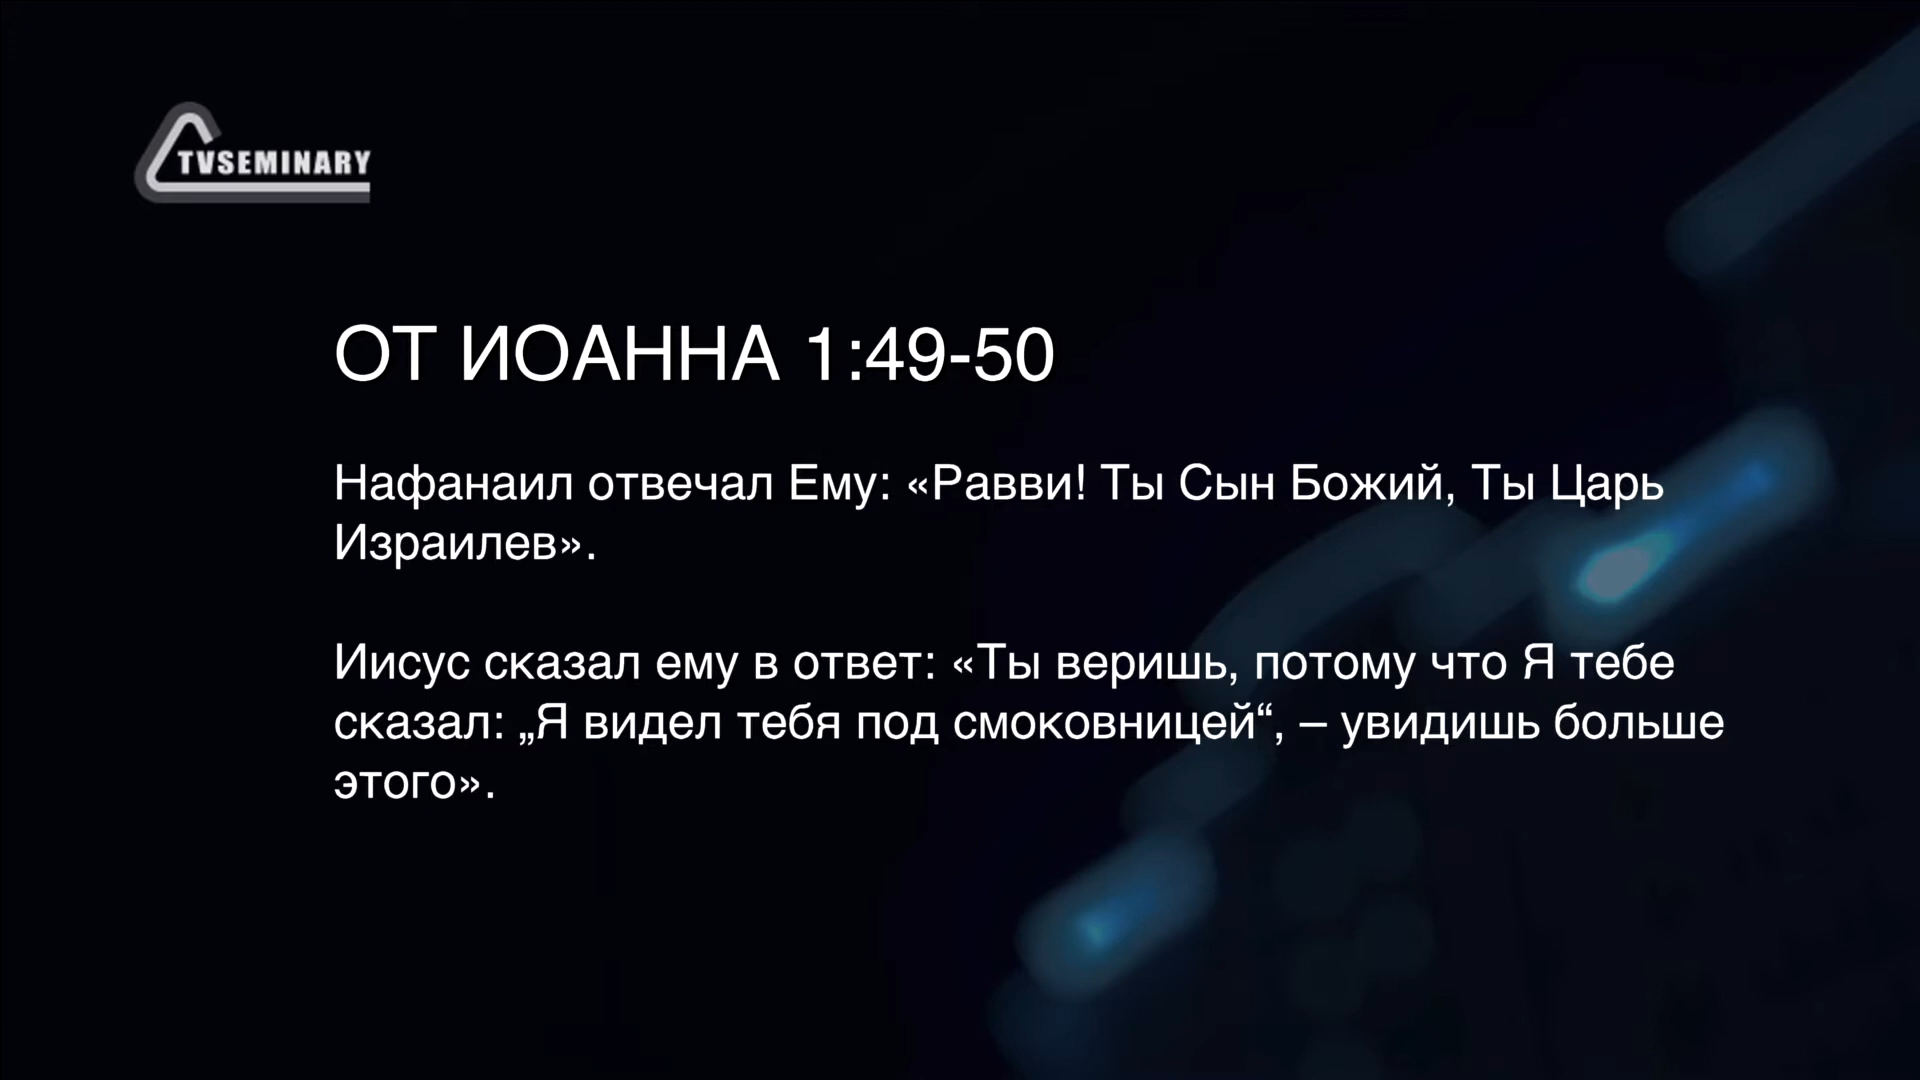 TVSEMINARY
ОТ ИОАННА 1:49-50
Нафанаил отвечал Ему: «Равви! Ты Сын Божий, Ты Царь
Израилев».
Иисус сказал ему в ответ: «Ты веришь, потому что Я тебе
сказал: „Я видел тебя под смоковницей“, – увидишь больше
этого».